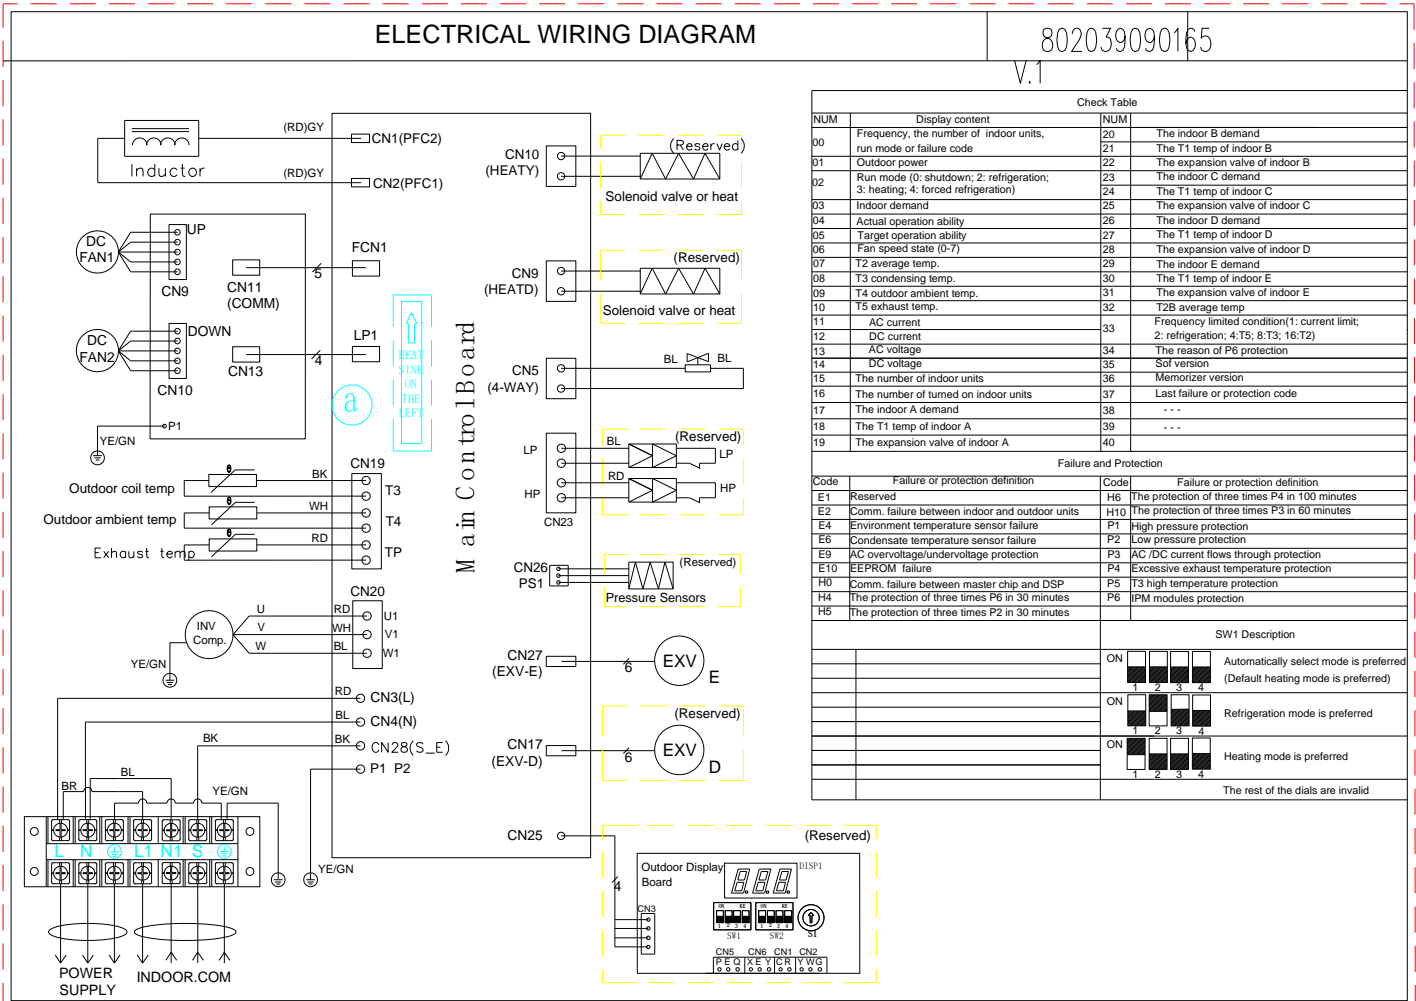 ELECTRICAL WIRING DIAGRAM
802039090165
V.1
(RD)GY
CN1(PFC2)
Inductor
(RD)GY
CN2(PFC1)
DC
FAN1
UP
CN9
CN11
(COMM)
5
FCN1
DC
FAN2
DOWN
CN10
CN13
4
LP1
P1
YE/GN
HEAT
SINK
ON
THE
LEFT
a
Main ControlBoard
CN19
θ
Outdoor coil temp
BK
T3
θ
Outdoor ambient temp
WH
T4
θ
Exhaust temp
RD
TP
CN20
INV
Comp.
U
RD
U1
V
WH
V1
W
BL
W1
YE/GN
RD
CN3(L)
BL
CN4(N)
BK
CN28(S_E)
P1 P2
BL
BR
YE/GN
YE/GN
L N L1 N1 S
POWER
SUPPLY
INDOOR.COM
CN10
(HEATY)
(Reserved)
Solenoid valve or heat
CN9
(HEATD)
(Reserved)
Solenoid valve or heat
CN5
(4-WAY)
BL BL
(Reserved)
LP
BL
LP
HP
RD
HP
CN23
CN26
PS1
(Reserved)
Pressure Sensors
CN27
(EXV-E)
6
EXV
E
(Reserved)
CN17
(EXV-D)
6
EXV
D
CN25
4
(Reserved)
Outdoor Display
Board
DISP1
8.8.8.
CN3
ON KE
1 2 3 4
SW1
ON KE
1 2 3 4
SW2
S1
CN5 CN6 CN1 CN2
P E Q X E Y C R Y W G
Check Table
NUM Display content NUM
00 Frequency, the number of indoor units,
run mode or failure code
20 The indoor B demand
21 The T1 temp of indoor B
01 Outdoor power 22 The expansion valve of indoor B
02 Run mode (0: shutdown; 2: refrigeration;
3: heating; 4: forced refrigeration)
23 The indoor C demand
24 The T1 temp of indoor C
03 Indoor demand 25 The expansion valve of indoor C
04 Actual operation ability 26 The indoor D demand
05 Target operation ability 27 The T1 temp of indoor D
06 Fan speed state (0-7) 28 The expansion valve of indoor D
07 T2 average temp. 29 The indoor E demand
08 T3 condensing temp. 30 The T1 temp of indoor E
09 T4 outdoor ambient temp. 31 The expansion valve of indoor E
10 T5 exhaust temp. 32 T2B average temp
11 AC current
12 DC current
33 Frequency limited condition(1: current limit;
2: refrigeration; 4:T5; 8:T3; 16:T2)
13 AC voltage 34 The reason of P6 protection
14 DC voltage 35 Sof version
15 The number of indoor units 36 Memorizer version
16 The number of turned on indoor units 37 Last failure or protection code
17 The indoor A demand 38 - - -
18 The T1 temp of indoor A 39 - - -
19 The expansion valve of indoor A 40
Failure and Protection
Code Failure or protection definition Code Failure or protection definition
E1 Reserved H6 The protection of three times P4 in 100 minutes
E2 Comm. failure between indoor and outdoor units H10 The protection of three times P3 in 60 minutes
E4 Environment temperature sensor failure P1 High pressure protection
E6 Condensate temperature sensor failure P2 Low pressure protection
E9 AC overvoltage/undervoltage protection P3 AC /DC current flows through protection
E10 EEPROM failure P4 Excessive exhaust temperature protection
H0 Comm. failure between master chip and DSP P5 T3 high temperature protection
H4 The protection of three times P6 in 30 minutes P6 IPM modules protection
H5 The protection of three times P2 in 30 minutes
SW1 Description
ON
1 2 3 4
Automatically select mode is preferred
(Default heating mode is preferred)
ON
1 2 3 4
Refrigeration mode is preferred
ON
1 2 3 4
Heating mode is preferred
The rest of the dials are invalid